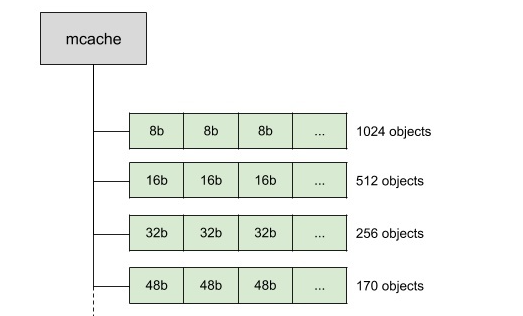 mcache
8b 8b 8b ... 1024 objects
16b 16b 16b ... 512 objects
32b 32b 32b ... 256 objects
48b 48b 48b ... 170 objects